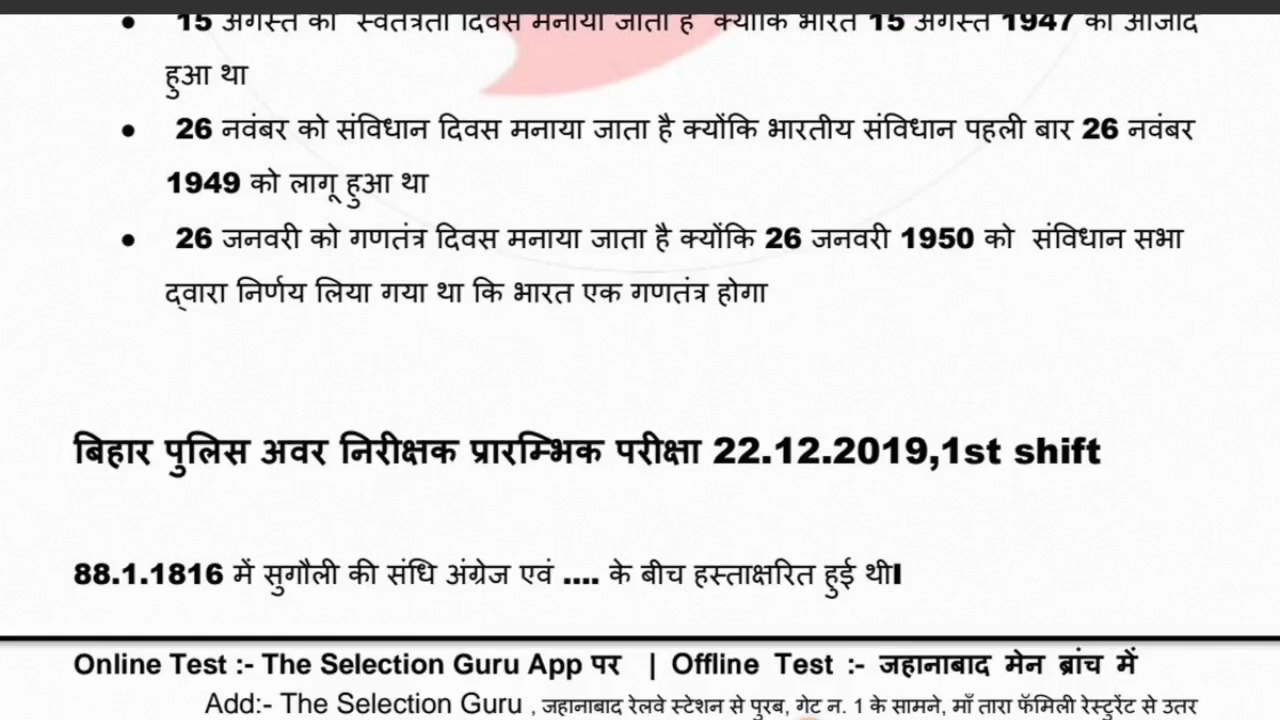 ● 15 अगस्त को स्वतंत्रता दिवस मनाया जाता है क्योंकि भारत 15 अगस्त 1947 को आजाद
हुआ था
● 26 नवंबर को संविधान दिवस मनाया जाता है क्योंकि भारतीय संविधान पहली बार 26 नवंबर
1949 को लागू हुआ था
● 26 जनवरी को गणतंत्र दिवस मनाया जाता है क्योंकि 26 जनवरी 1950 को संविधान सभा
द्वारा निर्णय लिया गया था कि भारत एक गणतंत्र होगा
बिहार पुलिस अवर निरीक्षक प्रारम्भिक परीक्षा 22.12.2019,1st shift
88.1.1816 में सुगौली की संधि अंग्रेज एवं .... के बीच हस्ताक्षरित हुई थीI
Online Test :- The Selection Guru App पर | Offline Test :- जहानाबाद मेन ब्रांच में
Add:- The Selection Guru , जहानाबाद रेलवे स्टेशन से पुरब, गेट न. 1 के सामने, माँ तारा फॅमिली रेस्टुरेंट से उतर